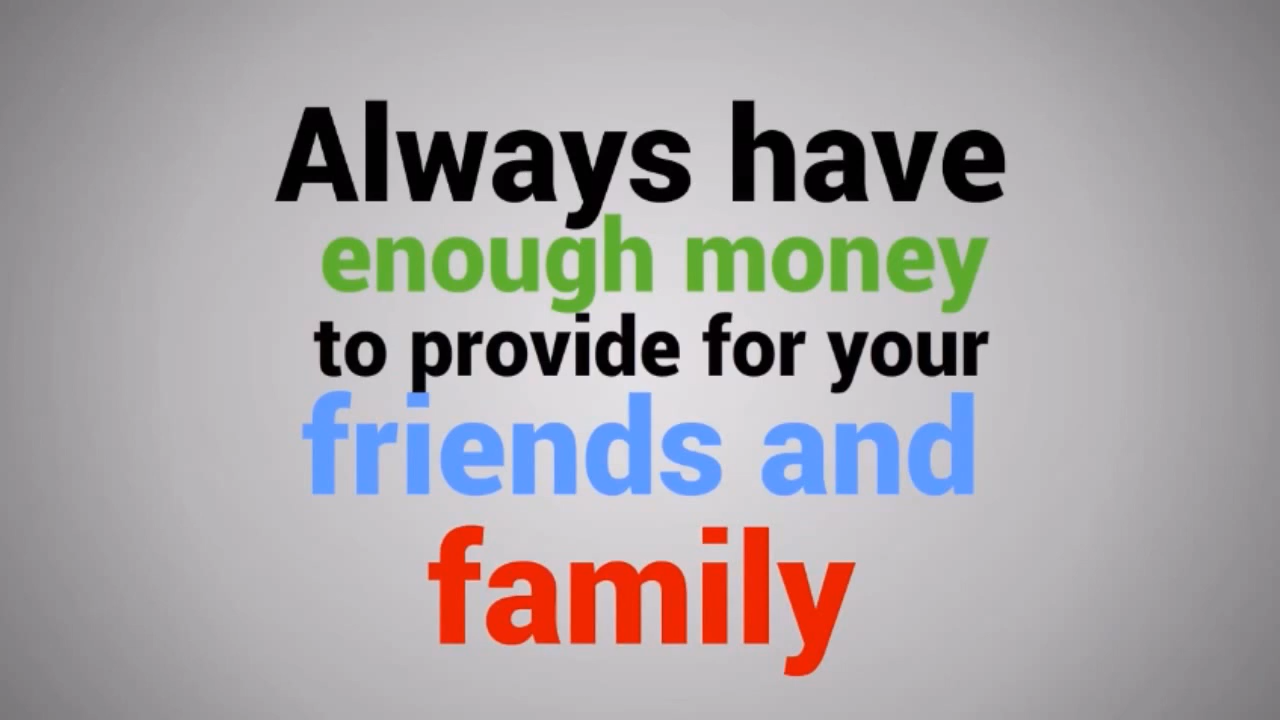 Always have
enough money
to provide for your
friends and
family